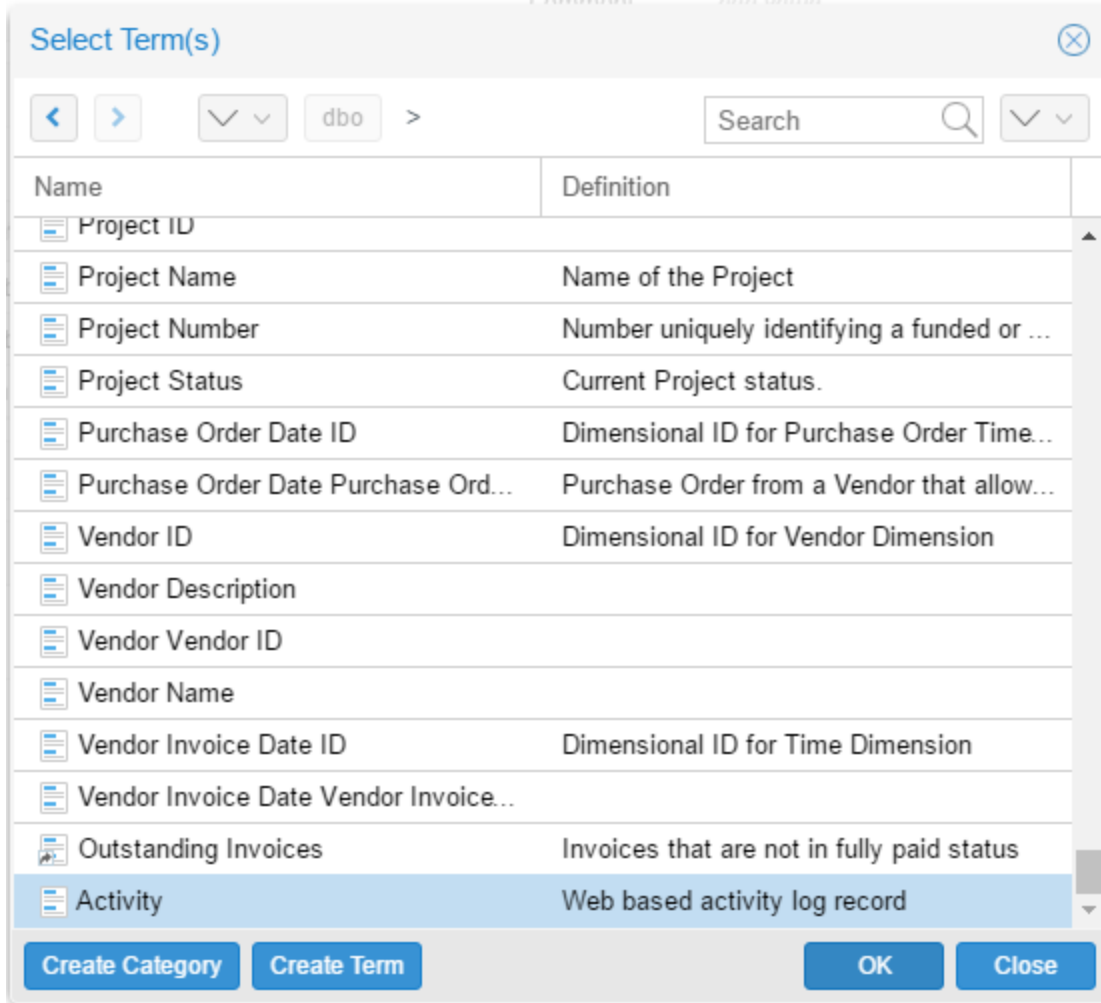 Select Term(s)
dbo >
Search
Name Definition
Project ID
Project Name Name of the Project
Project Number Number uniquely identifying a funded or ...
Project Status Current Project status.
Purchase Order Date ID Dimensional ID for Purchase Order Time...
Purchase Order Date Purchase Ord... Purchase Order from a Vendor that allow...
Vendor ID Dimensional ID for Vendor Dimension
Vendor Description
Vendor Vendor ID
Vendor Name
Vendor Invoice Date ID Dimensional ID for Time Dimension
Vendor Invoice Date Vendor Invoice...
Outstanding Invoices Invoices that are not in fully paid status
Activity Web based activity log record
Create Category Create Term OK Close